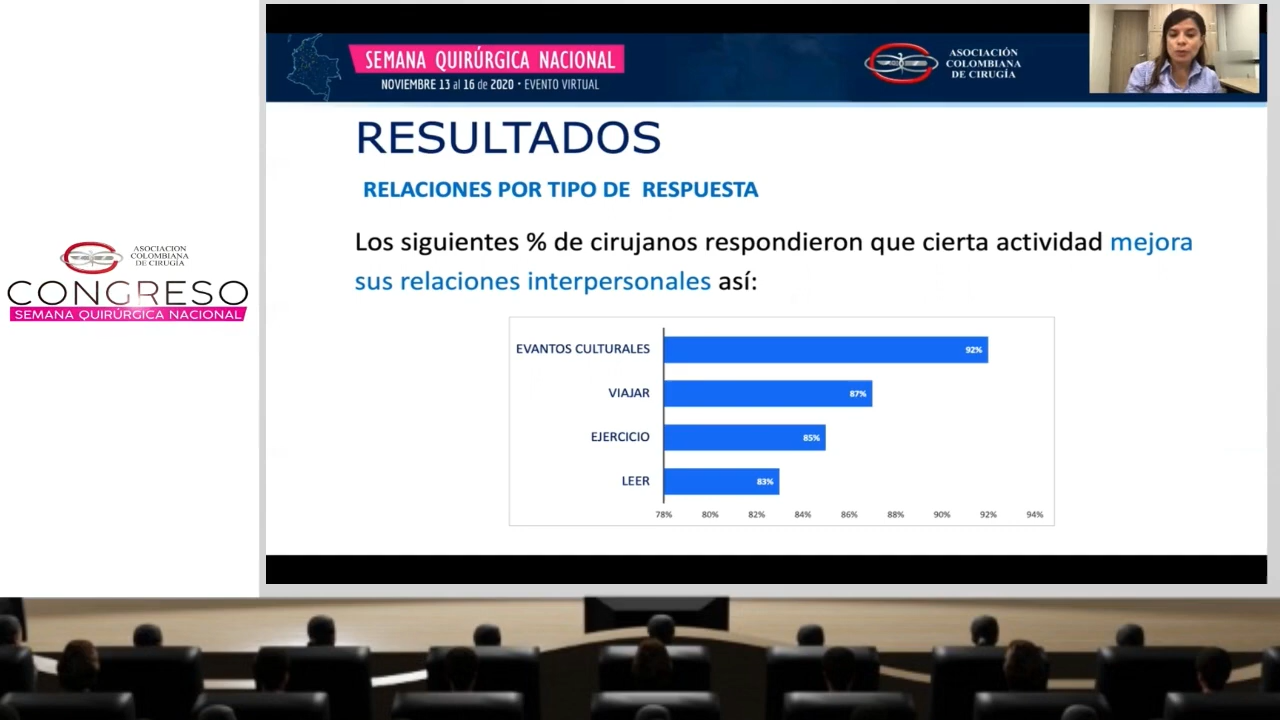 SEMANA QUIRÚRGICA NACIONAL
NOVIEMBRE 13 al 16 de 2020 • EVENTO VIRTUAL
ASOCIACIÓN
COLOMBIANA
DE CIRUGÍA
RESULTADOS
RELACIONES POR TIPO DE RESPUESTA
Los siguientes % de cirujanos respondieron que cierta actividad mejora
sus relaciones interpersonales así:
EVANTOS CULTURALES 92%
VIAJAR 87%
EJERCICIO 85%
LEER 83%
78% 80% 82% 84% 86% 88% 90% 92% 94%
ASOCIACION
COLOMBIANA
DE CIRUGÍA
CONGRESO
SEMANA QUIRÚRGICA NACIONAL